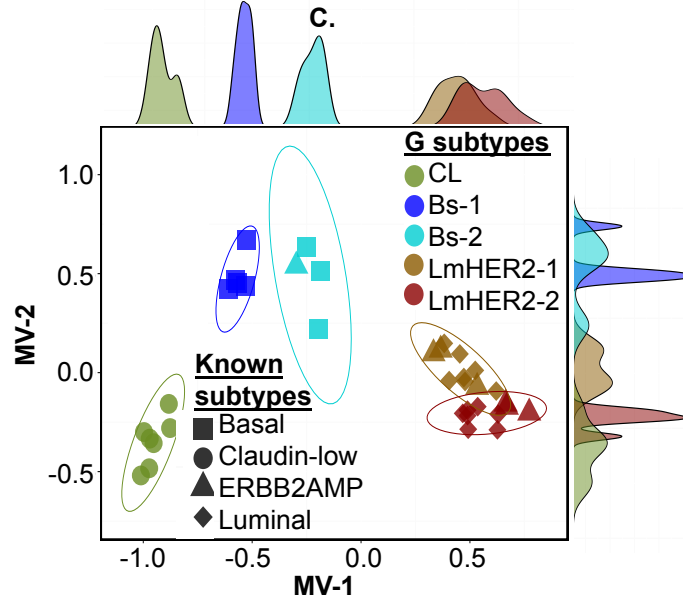 C.
G subtypes
CL
Bs-1
Bs-2
LmHER2-1
LmHER2-2
Known
subtypes
Basal
Claudin-low
ERBB2AMP
Luminal
MV-2
1.0
0.5
0.0
-0.5
-1.0
-0.5
0.0
0.5
MV-1